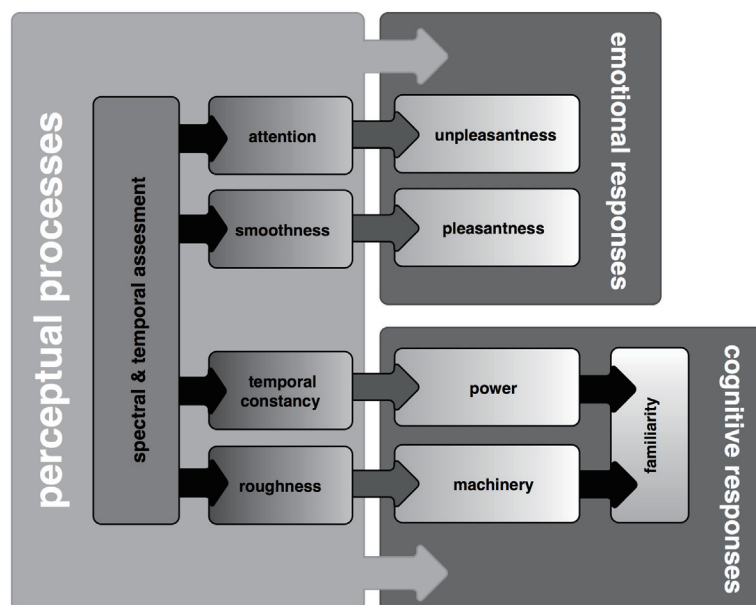 perceptual processes
spectral & temporal assesment
attention
smoothness
temporal
constancy
roughness
emotional responses
unpleasantness
pleasantness
cognitive responses
power
machinery
familiarity